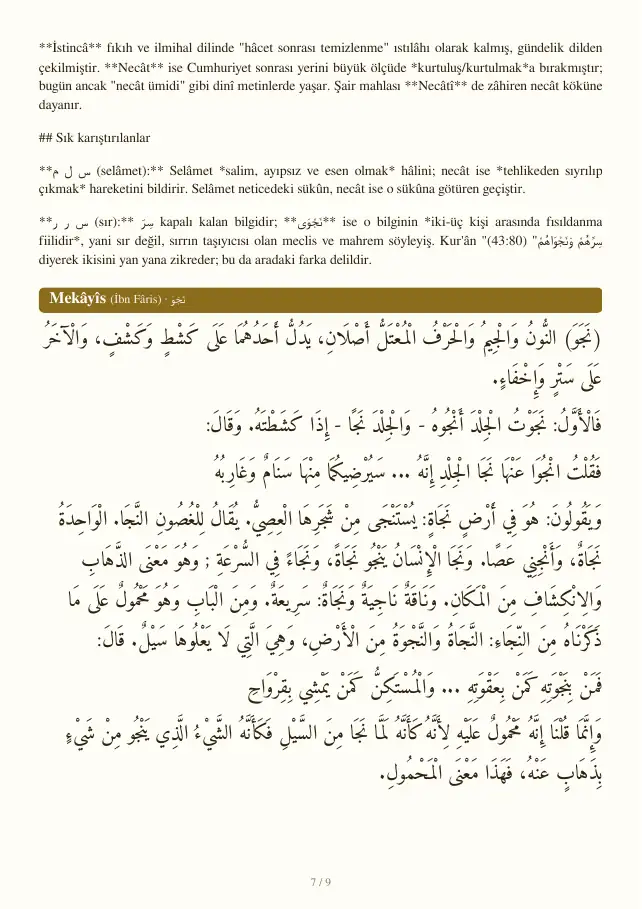 **İstincâ** fıkıh ve ilmihal dilinde "hâcet sonrası temizlenme" ıstılâhı olarak kalmış, gündelik dilden
çekilmiştir. **Necât** ise Cumhuriyet sonrası yerini büyük ölçüde *kurtuluş/kurtulmak*a bırakmıştır;
bugün ancak "necât ümidi" gibi dinî metinlerde yaşar. Şair mahlası **Necâtî** de zâhiren necât köküne
dayanır.
## Sık karıştırılanlar
**س ل م (selâmet):** Selâmet *salim, ayıpsız ve esen olmak* hâlini; necât ise *tehlikeden sıyrılıp
çıkmak* hareketini bildirir. Selâmet neticedeki sükûn, necât ise o sükûna götüren geçiştir.
**س ر ر (sır):** سِرّ kapalı kalan bilgidir; **نَجْوَى** ise o bilginin *iki-üç kişi arasında fısıldanma
fiilidir*, yani sır değil, sırrın taşıyıcısı olan meclis ve mahrem söyleyiş. Kur'ân "سِرَّهُمْ وَنَجْوَاهُمْ" (43:80)
diyerek ikisini yan yana zikreder; bu da aradaki farka delildir.
Mekâyîs (İbn Fâris) · نَجَوَ
(نَجَوَ) النُّونُ وَالْجِيمُ وَالْحَرْفُ الْمُعْتَلُّ أَصْلَانِ، يَدُلُّ أَحَدُهُمَا عَلَى كَشْطٍ وَكَشْفٍ، وَالْآخَرُ
عَلَى سَتْرٍ وَإِخْفَاءٍ.
فَالْأَوَّلُ: نَجَوْتُ الْجِلْدَ أَنْجُوهُ - وَالْجِلْدَ نَجًا - إِذَا كَشَطْتَهُ. وَقَالَ:
فَقُلْتُ انْجُوَا عَنْهَا نَجَا الْجِلْدِ إِنَّهُ ... سَيُرْضِيكُمَا مِنْهَا سَنَامٌ وَغَارِبُهُ
وَيَقُولُونَ: هُوَ فِي أَرْضٍ نَجَاةٍ: يُسْتَنْجَى مِنْ شَجَرِهَا الْعِصِيُّ. يُقَالُ لِلْغُصُونِ النَّجَا. الْوَاحِدَةُ
نَجَاةٌ، وَأَنْجِنِي عَصًا. وَنَجَا الْإِنْسَانُ يَنْجُو نَجَاةً، وَنَجَاءً فِي السُّرْعَةِ ; وَهُوَ مَعْنَى الذَّهَابِ
وَالِانْكِشَافِ مِنَ الْمَكَانِ. وَنَاقَةٌ نَاجِيَةٌ وَنَجَاةٌ: سَرِيعَةٌ. وَمِنَ الْبَابِ وَهُوَ مَحْمُولٌ عَلَى مَا
ذَكَرْنَاهُ مِنَ النَّجَاءِ: النَّجَاةُ وَالنَّجْوَةُ مِنَ الْأَرْضِ، وَهِيَ الَّتِي لَا يَعْلُوهَا سَيْلٌ. قَالَ:
فَمَنْ بِنَجْوَتِهِ كَمَنْ بِعَقْوَتِهِ ... وَالْمُسْتَكِنُّ كَمَنْ يَمْشِي بِقِرْوَاحِ
وَإِنَّمَا قُلْنَا إِنَّهُ مَحْمُولٌ عَلَيْهِ لِأَنَّهُ كَأَنَّهُ لَمَّا نَجَا مِنَ السَّيْلِ فَكَأَنَّهُ الشَّيْءُ الَّذِي يَنْجُو مِنْ شَيْءٍ
بِذَهَابٍ عَنْهُ، فَهَذَا مَعْنَى الْمَحْمُولِ.
7 / 9